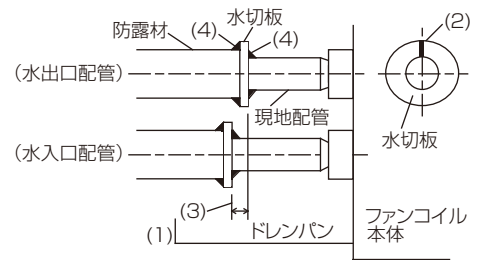 水切板
(2)
防露材
(4)
(4)
(水出口配管)
現地配管
水切板
(水入口配管)
(3)
(1)
ドレンパン
ファンコイル
本体